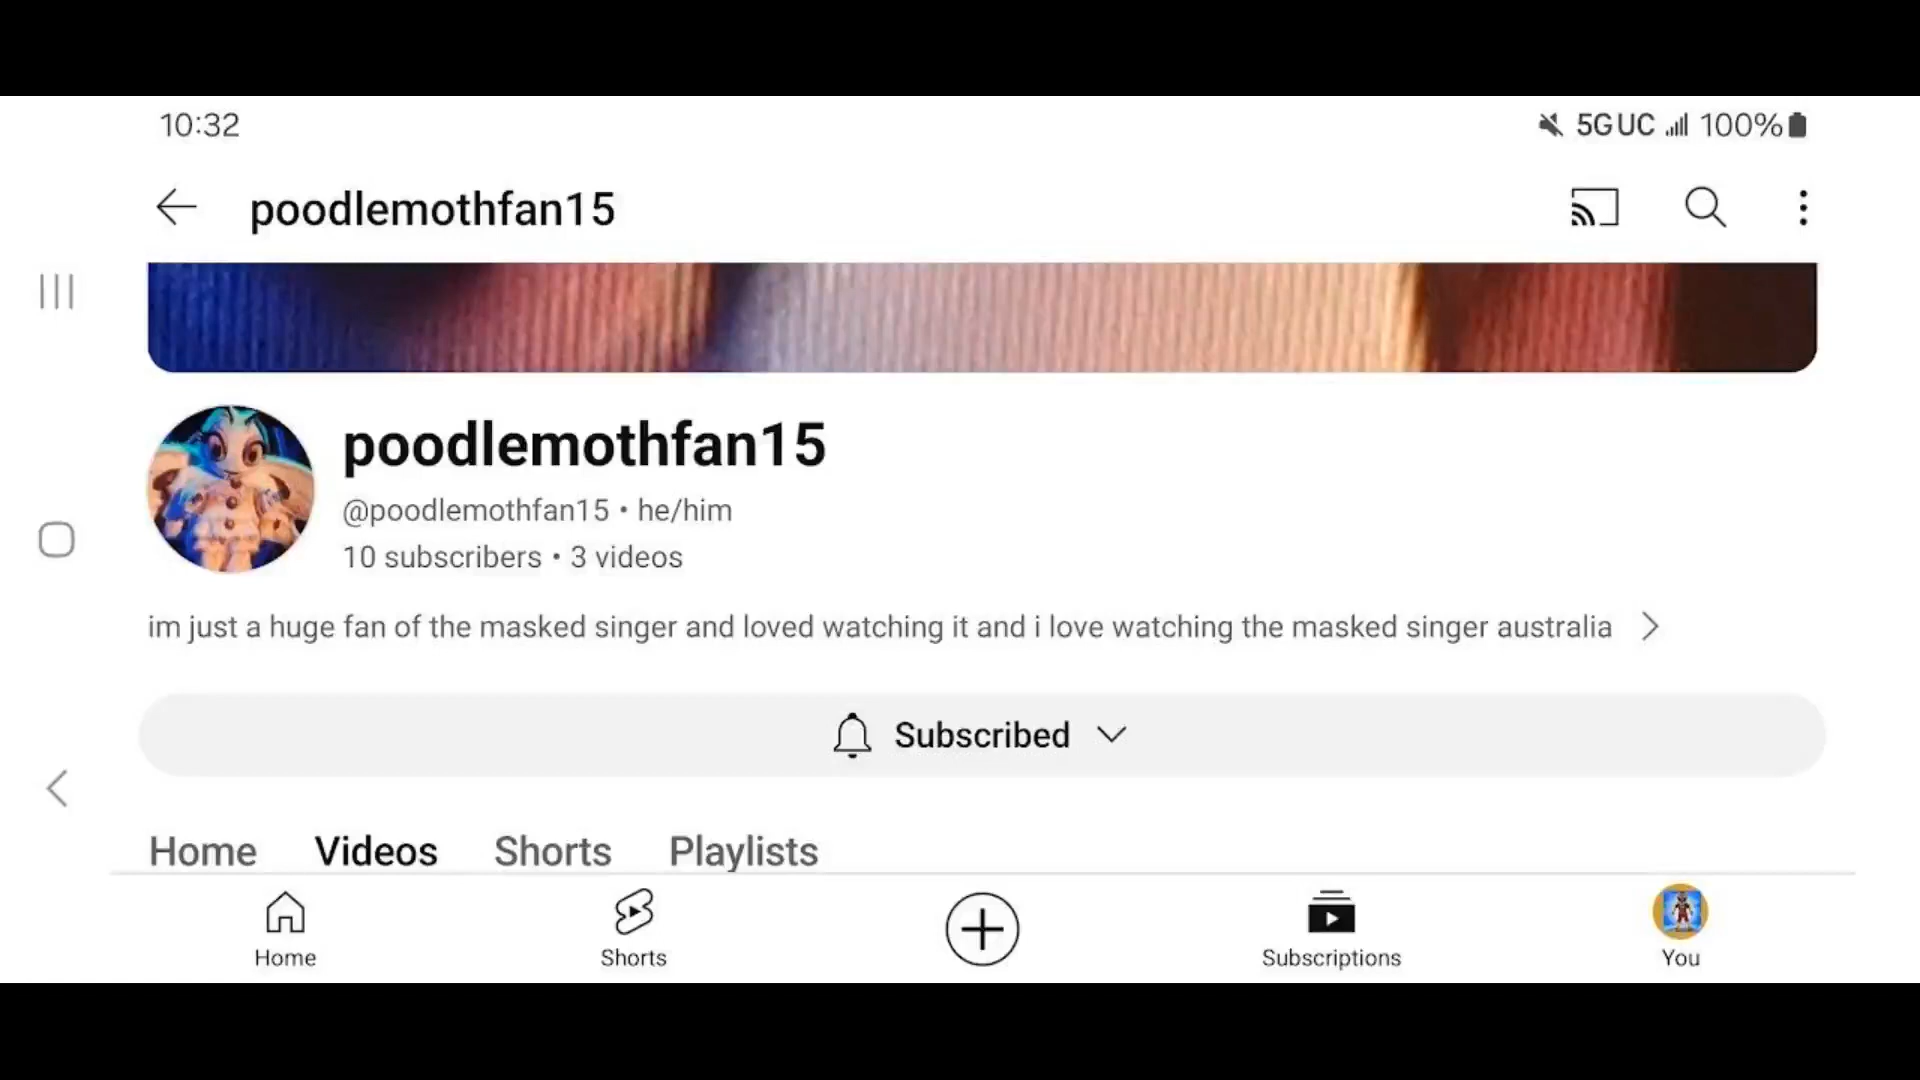 10:32
5G UC 100%
poodlemothfan15
poodlemothfan15
@poodlemothfan15 • he/him
10 subscribers • 3 videos
im just a huge fan of the masked singer and loved watching it and i love watching the masked singer australia
Subscribed
Home Videos Shorts Playlists
Home Shorts Subscriptions You